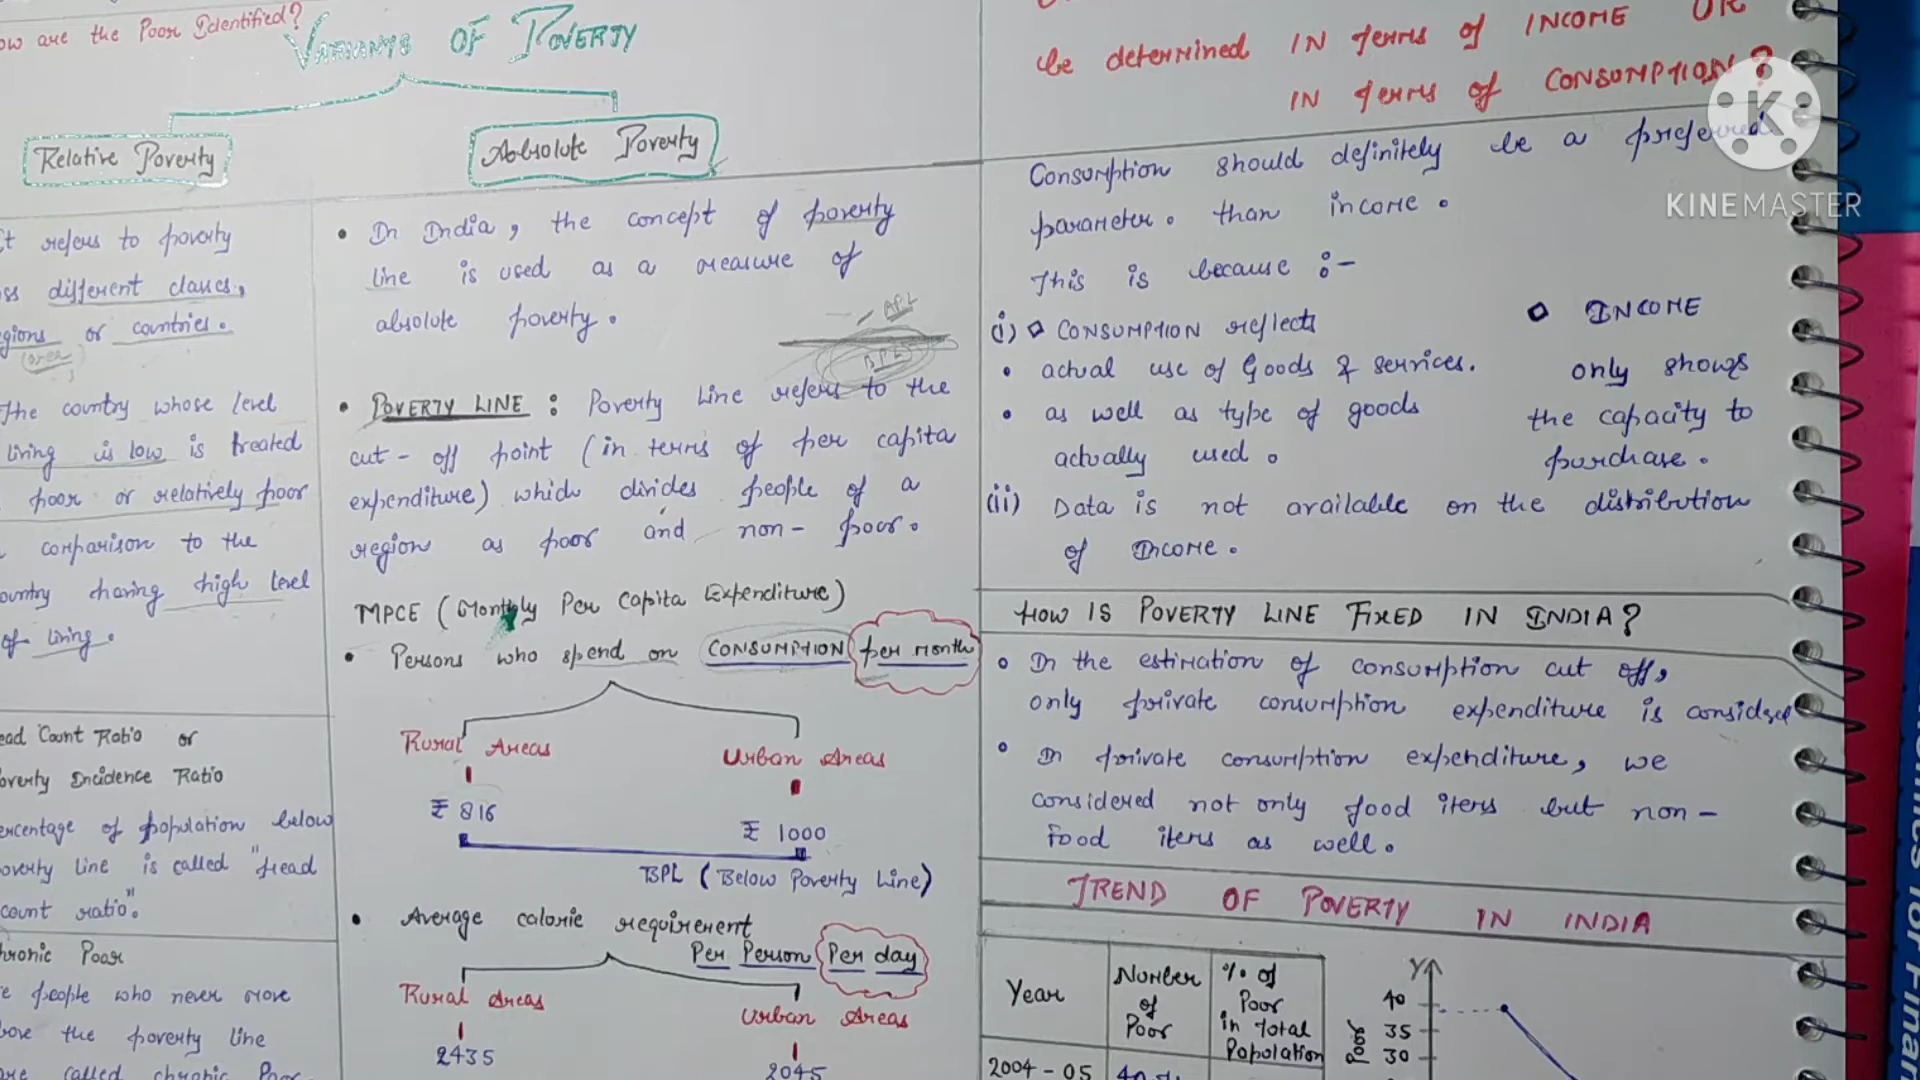 ow are the Poor Identified?
VARIANTS OF POVERTY
Relative Poverty
Absolute Poverty
It refers to poverty
ss different classes,
egions or countries.
(area)
The country whose level
living is low is treated
poor or relatively poor
comparison to the
ountry having high level
of living.
ead Count Ratio or
overty Incidence Ratio
ercentage of population below
overty line is called "Head
count ratio".
hronic Poor
e people who never move
bove the poverty line
are called chronic Poor
• In India, the concept of poverty
line is used as a measure of
absolute poverty.
APL
BPL
• POVERTY LINE : Poverty Line refers to the
cut-off point (in terms of per capita
expenditure) which divides people of a
region as poor and non-poor.
MPCE (Monthly Per Capita Expenditure)
• Persons who spend on CONSUMPTION per month
Rural Areas
Urban Areas
₹ 816
₹ 1000
BPL (Below Poverty Line)
• Average calorie requirement
Per Person Per day
Rural Areas
Urban Areas
2435
2045
be determined IN terms of INCOME OR
IN terms of CONSUMPTION?
Consumption should definitely be a preferred
parameter. than income.
This is because :-
(i) CONSUMPTION reflects
• actual use of Goods & services.
• as well as type of goods
actually used.
INCOME
only shows
the capacity to
purchase.
(ii) Data is not available on the distribution
of Income.
HOW IS POVERTY LINE FIXED IN INDIA?
• In the estimation of consumption cut off,
only private consumption expenditure is considered
• In private consumption expenditure, we
considered not only food items but non-
food items as well.
TREND OF POVERTY IN INDIA
Year
Number of Poor
% of Poor in Total Population
2004-05
Y
40
35
30
Poor
K
KINEMASTER